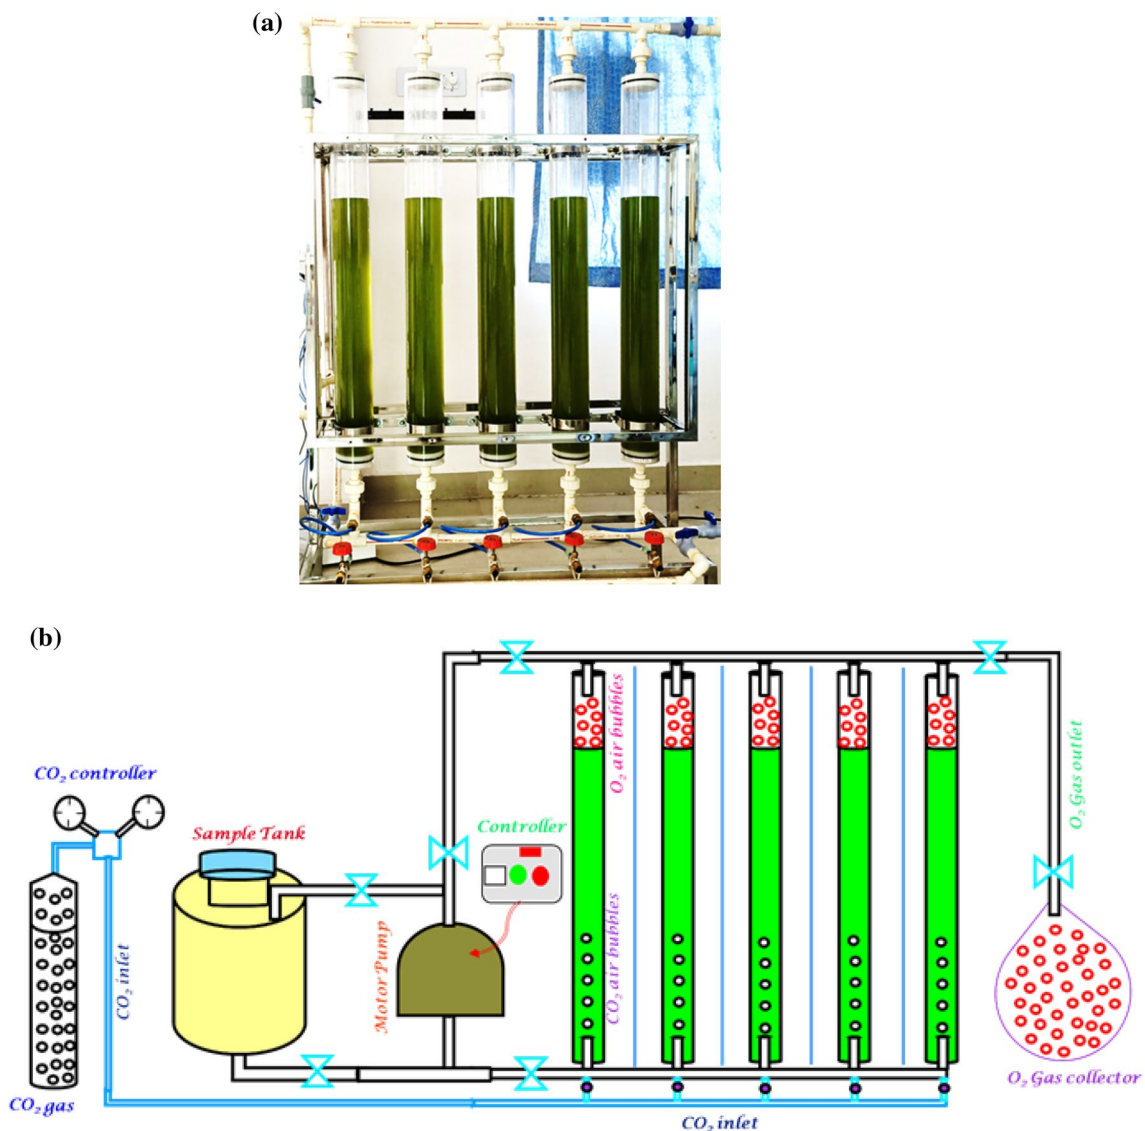 (a)
(b)
O₂ air bubbles
O₂ Gas outlet
CO₂ controller
Sample Tank
Controller
CO₂ inlet
Motor Pump
CO₂ air bubbles
CO₂ gas
O₂ Gas collector
CO₂ inlet